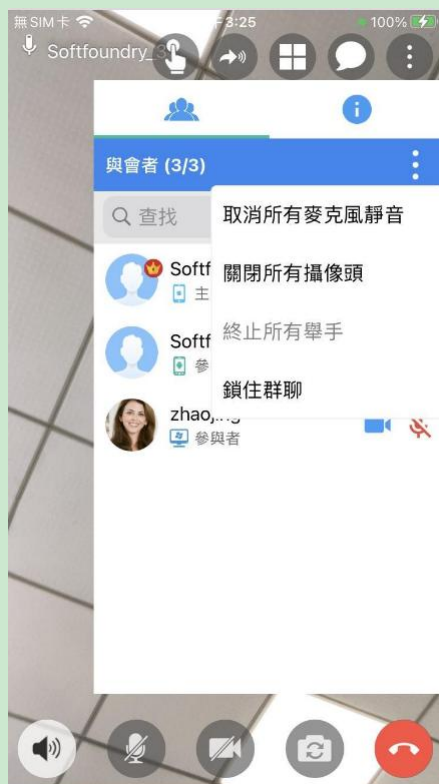 無SIM卡
3:25
100%
Softfoundry_3
與會者 (3/3)
取消所有麥克風靜音
查找
關閉所有攝像頭
Softf
主
終止所有舉手
Softf
參
鎖住群聊
參與者